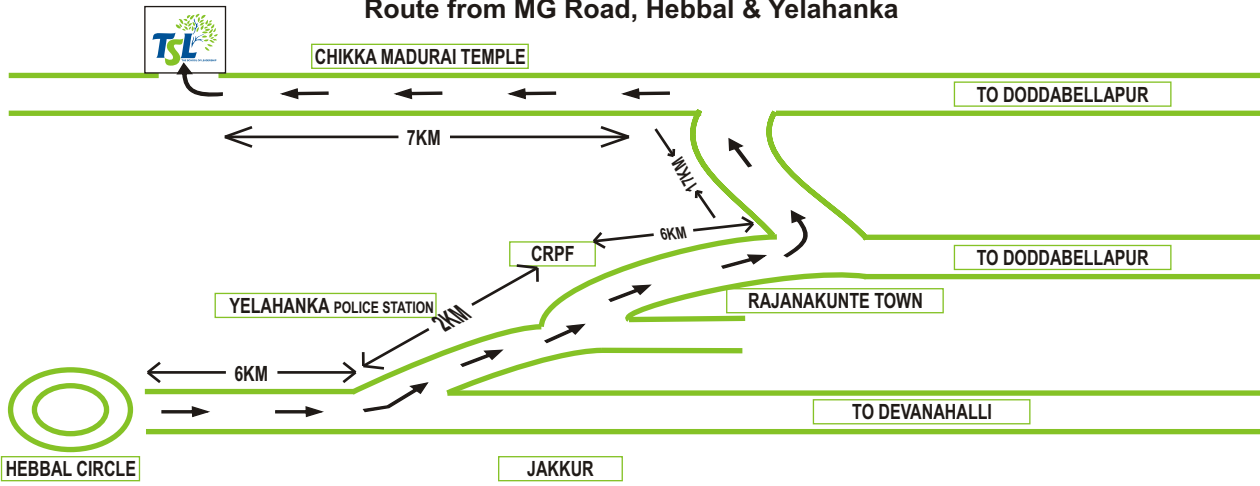 Route from MG Road, Hebbal & Yelahanka
TSL
CHIKKA MADURAI TEMPLE
TO DODDABELLAPUR
7KM
17KM
6KM
CRPF
TO DODDABELLAPUR
YELAHANKA POLICE STATION
2KM
RAJANAKUNTE TOWN
6KM
TO DEVANAHALLI
HEBBAL CIRCLE
JAKKUR